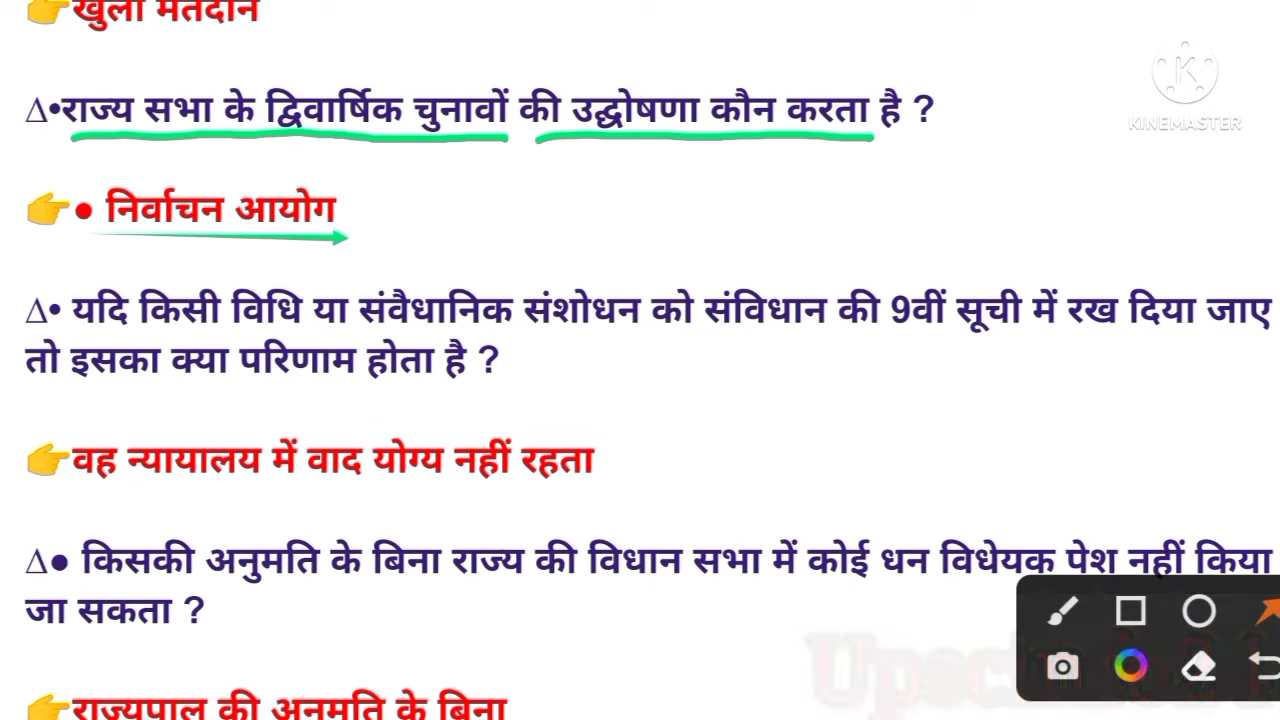 👉खुला मतदान
∆•राज्य सभा के द्विवार्षिक चुनावों की उद्घोषणा कौन करता है ?
KINEMASTER
👉● निर्वाचन आयोग
∆• यदि किसी विधि या संवैधानिक संशोधन को संविधान की 9वीं सूची में रख दिया जाए
तो इसका क्या परिणाम होता है ?
👉वह न्यायालय में वाद योग्य नहीं रहता
∆● किसकी अनुमति के बिना राज्य की विधान सभा में कोई धन विधेयक पेश नहीं किया
जा सकता ?
👉राज्यपाल की अनुमति के बिना